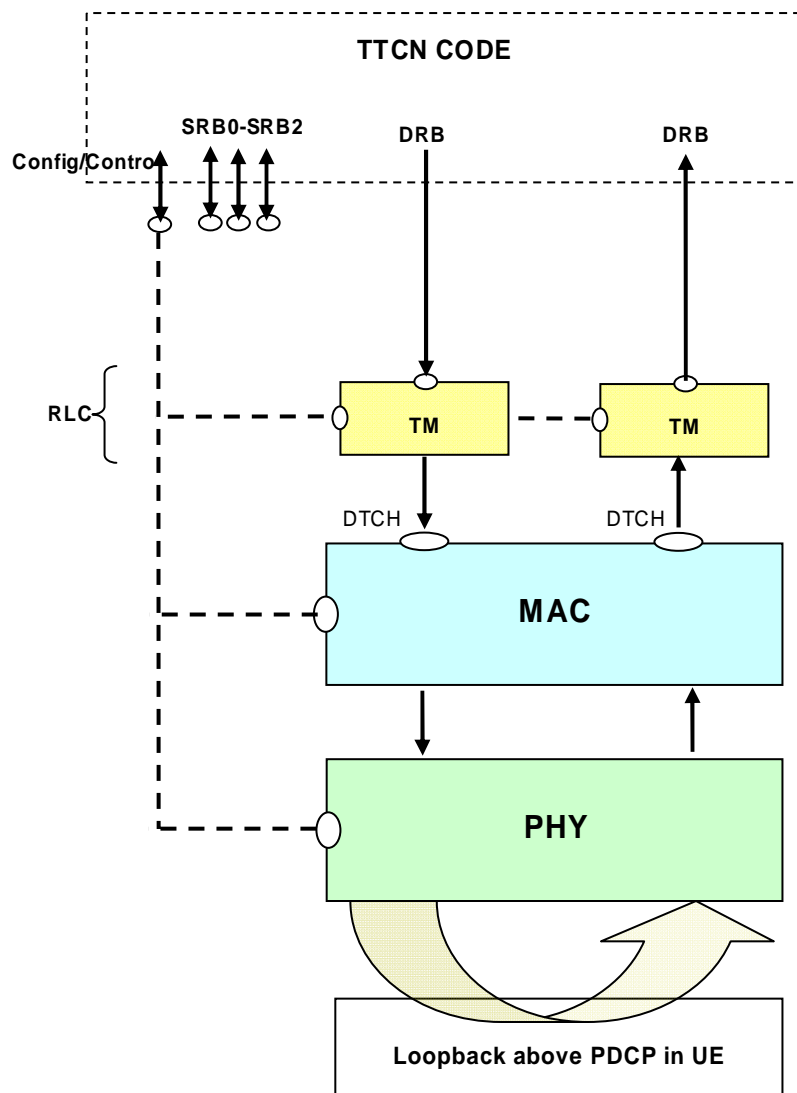 TTCN CODE
SRB0-SRB2
DRB
DRB
Config/Contro
RLC
TM
TM
DTCH
DTCH
MAC
PHY
Loopback above PDCP in UE